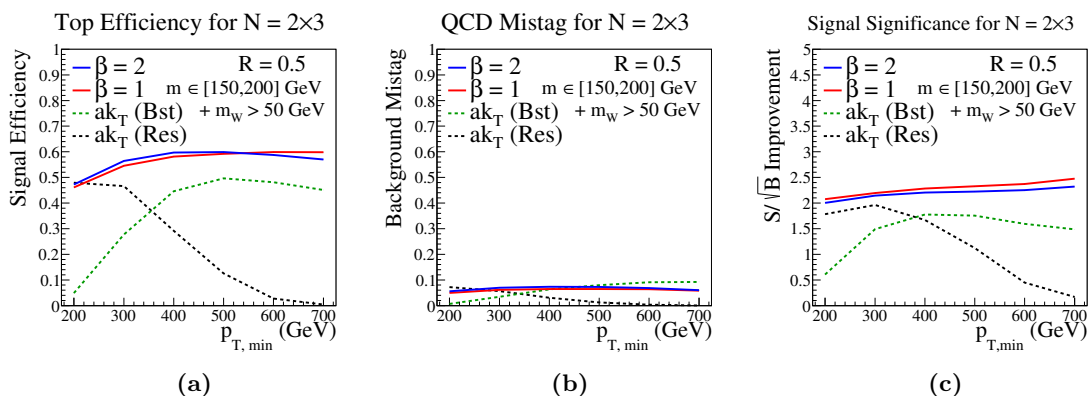 Top Efficiency for N = 2×3
Signal Efficiency
1
0.9
0.8
0.7
0.6
0.5
0.4
0.3
0.2
0.1
0
β = 2
β = 1
ak_T (Bst)
ak_T (Res)
R = 0.5
m ∈ [150,200] GeV
+ m_W > 50 GeV
200 300 400 500 600 700
p_T, min (GeV)
(a)
QCD Mistag for N = 2×3
Background Mistag
1
0.9
0.8
0.7
0.6
0.5
0.4
0.3
0.2
0.1
0
β = 2
β = 1
ak_T (Bst)
ak_T (Res)
R = 0.5
m ∈ [150,200] GeV
+ m_W > 50 GeV
200 300 400 500 600 700
p_T, min (GeV)
(b)
Signal Significance for N = 2×3
S/√B Improvement
5
4.5
4
3.5
3
2.5
2
1.5
1
0.5
0
β = 2
β = 1
ak_T (Bst)
ak_T (Res)
R = 0.5
m ∈ [150,200] GeV
+ m_W > 50 GeV
200 300 400 500 600 700
p_T,min (GeV)
(c)